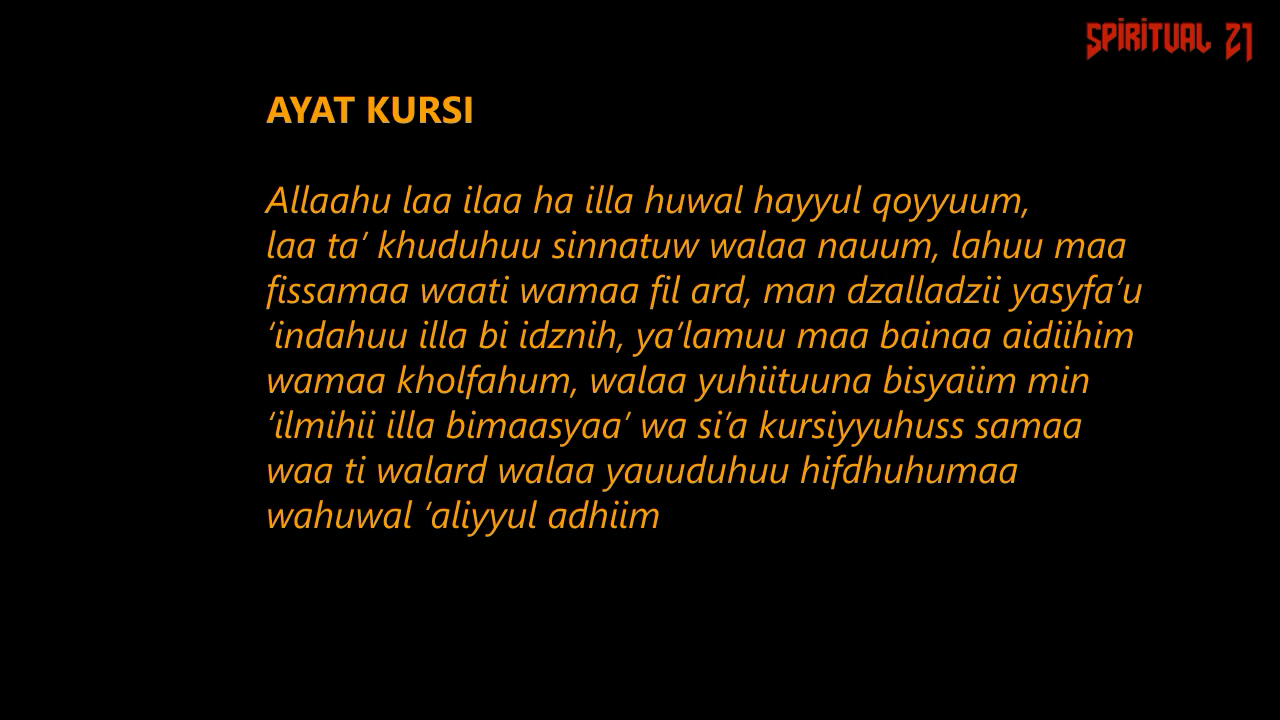 SPIRITUAL 21
AYAT KURSI
Allaahu laa ilaa ha illa huwal hayyul qoyyuum,
laa ta’ khuduhuu sinnatuw walaa nauum, lahuu maa
fissamaa waati wamaa fil ard, man dzalladzii yasyfa’u
‘indahuu illa bi idznih, ya’lamuu maa bainaa aidiihim
wamaa kholfahum, walaa yuhiituuna bisyaiim min
‘ilmihii illa bimaasyaa’ wa si’a kursiyyuhuss samaa
waa ti walard walaa yauuduhuu hifdhuhumaa
wahuwal ‘aliyyul adhiim